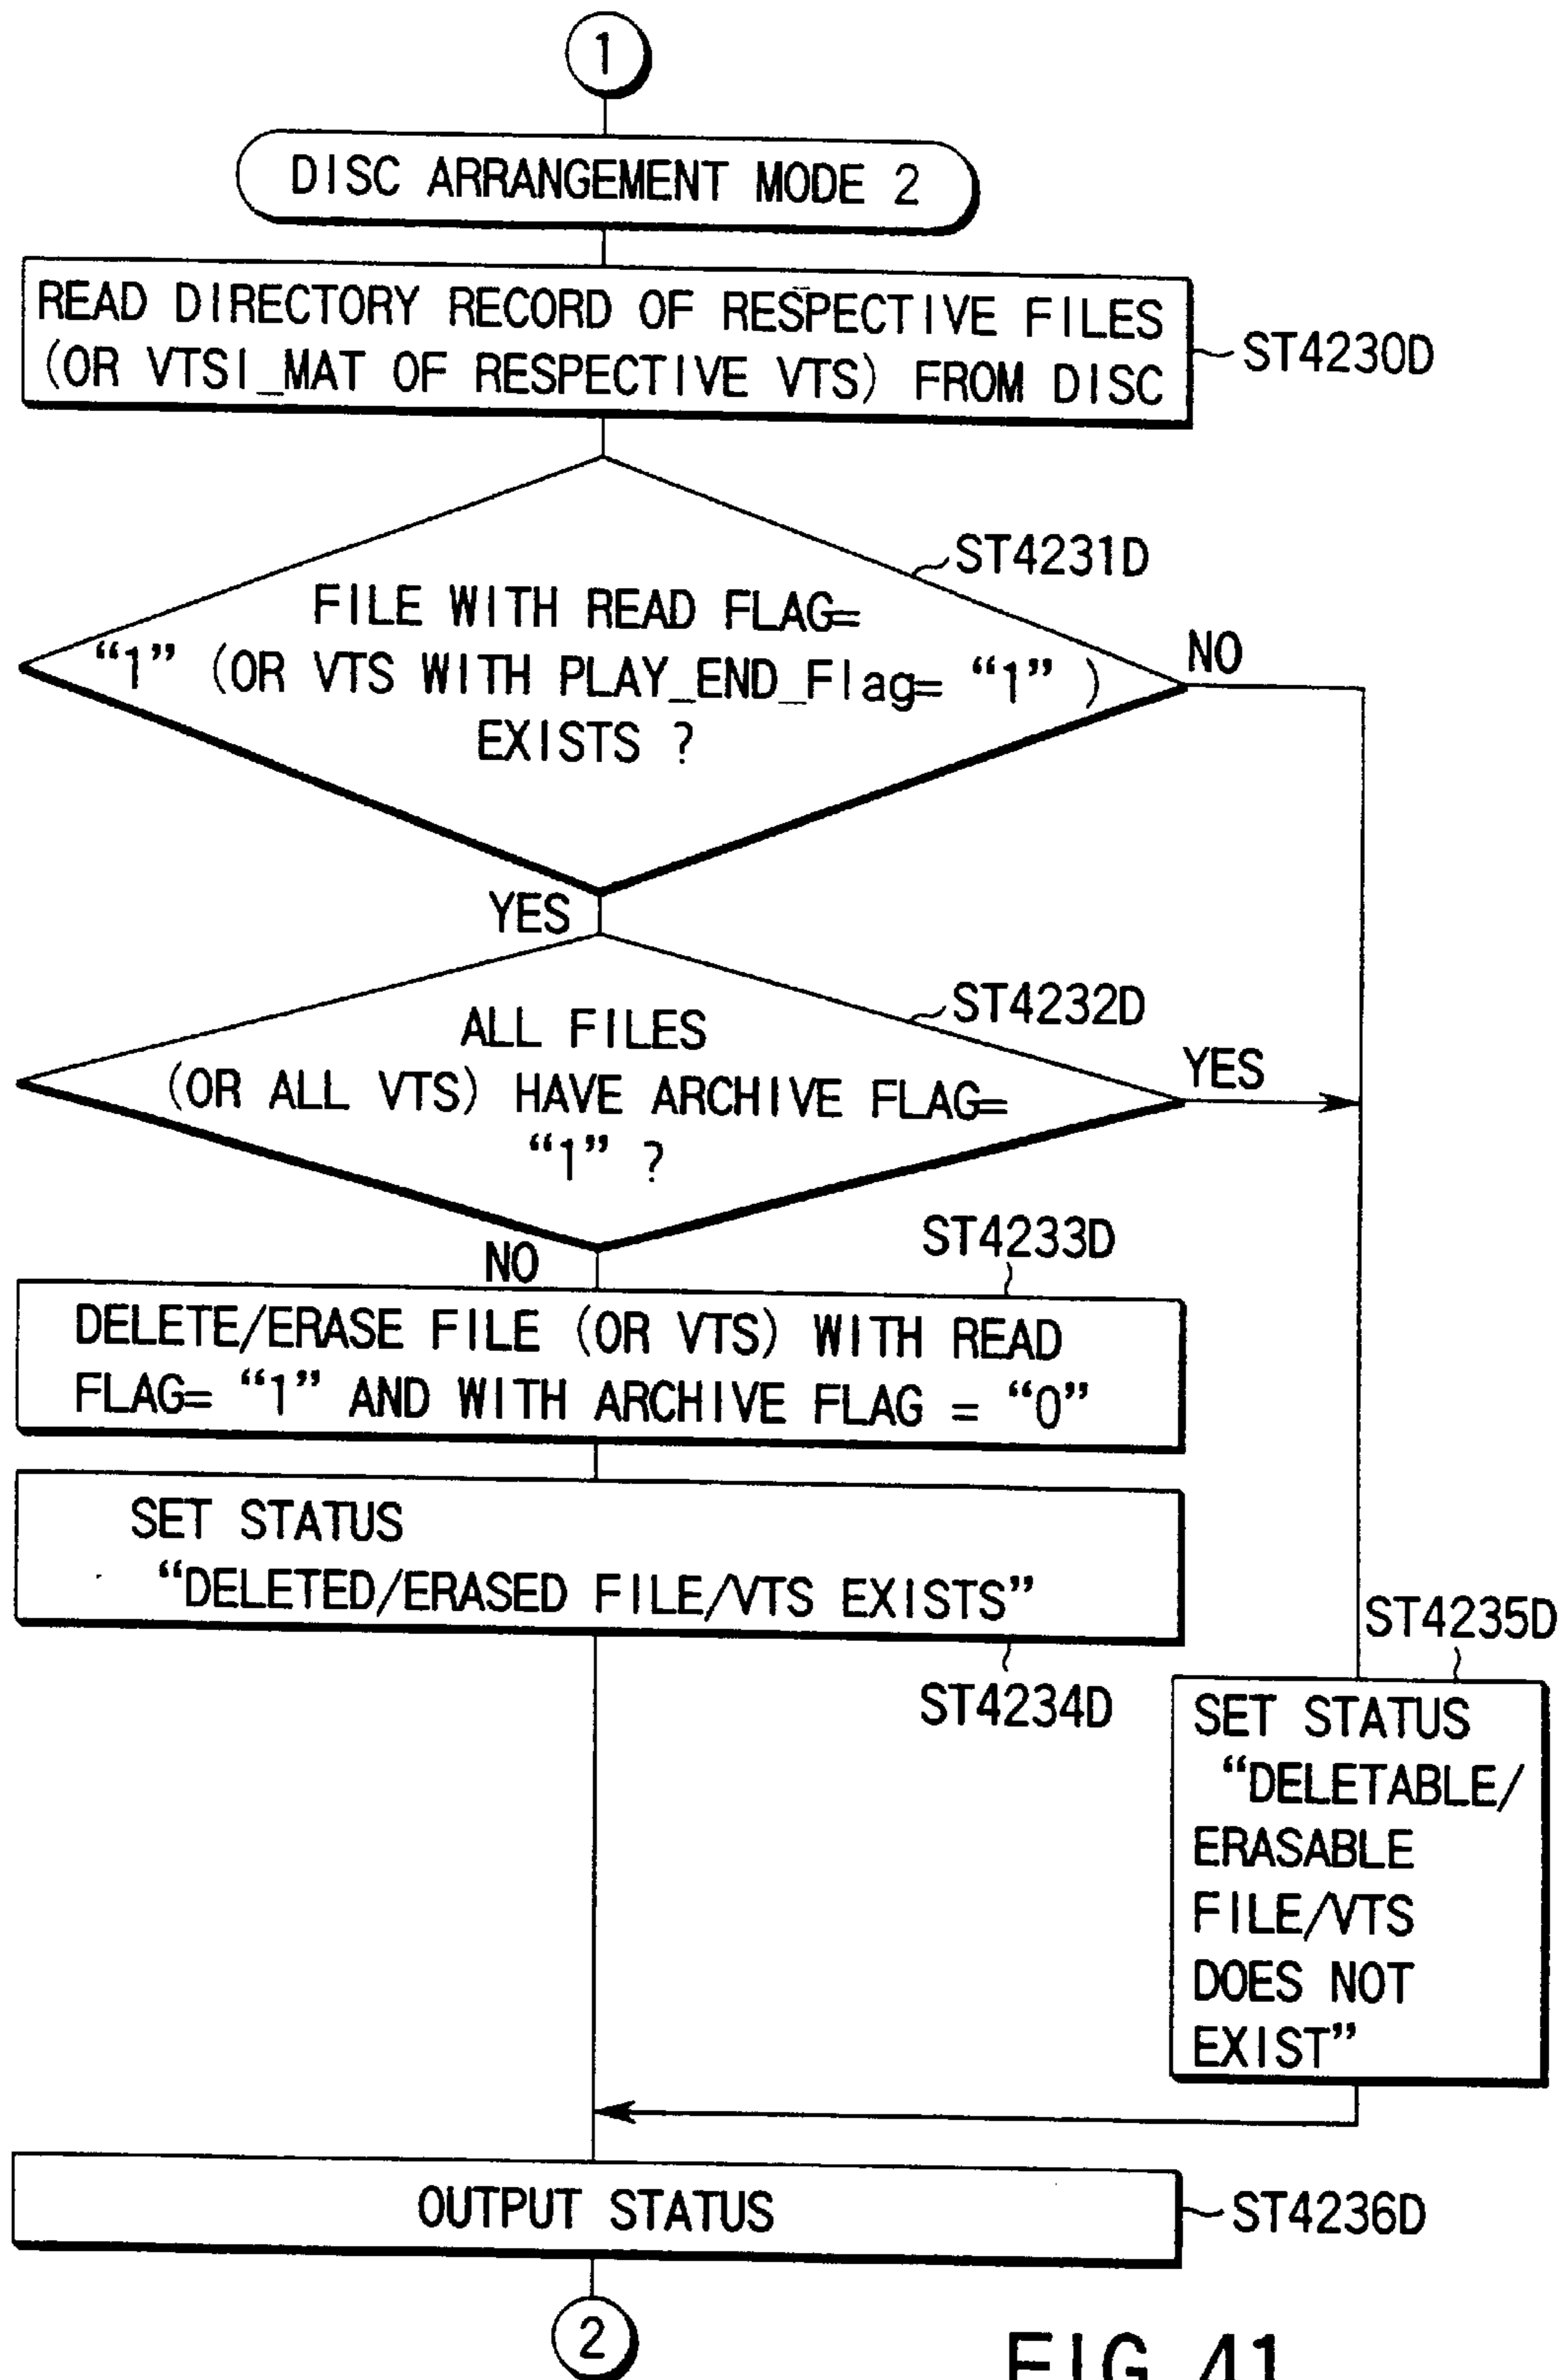 1
DISC ARRANGEMENT MODE 2
READ DIRECTORY RECORD OF RESPECTIVE FILES
(OR VTSI_MAT OF RESPECTIVE VTS) FROM DISC
ST4230D
ST4231D
FILE WITH READ FLAG=
“1” (OR VTS WITH PLAY_END_Flag= “1” )
EXISTS ?
NO
YES
ST4232D
ALL FILES
(OR ALL VTS) HAVE ARCHIVE FLAG=
“1” ?
YES
NO
ST4233D
DELETE/ERASE FILE (OR VTS) WITH READ
FLAG= “1” AND WITH ARCHIVE FLAG = “0”
SET STATUS
“DELETED/ERASED FILE/VTS EXISTS”
ST4234D
ST4235D
SET STATUS
“DELETABLE/
ERASABLE
FILE/VTS
DOES NOT
EXIST”
OUTPUT STATUS
ST4236D
2
FIG. 41